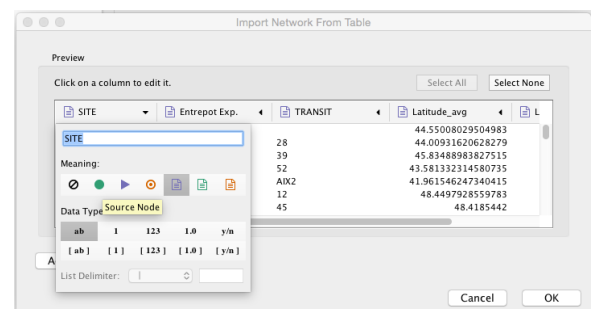 Import Network From Table
Preview
Click on a column to edit it.
Select All
Select None
SITE
Entrepot Exp.
TRANSIT
Latitude_avg
L
SITE
Meaning:
Source Node
Data Type
ab 1 123 1.0 y/n
[ ab ] [ 1 ] [ 123 ] [ 1.0 ] [ y/n ]
List Delimiter: |
44.55008029504983
28 44.00931620628279
39 45.83488983827515
52 43.581332314580735
AIX2 41.961546247340415
12 48.4497928559783
45 48.4185442
A
Cancel
OK